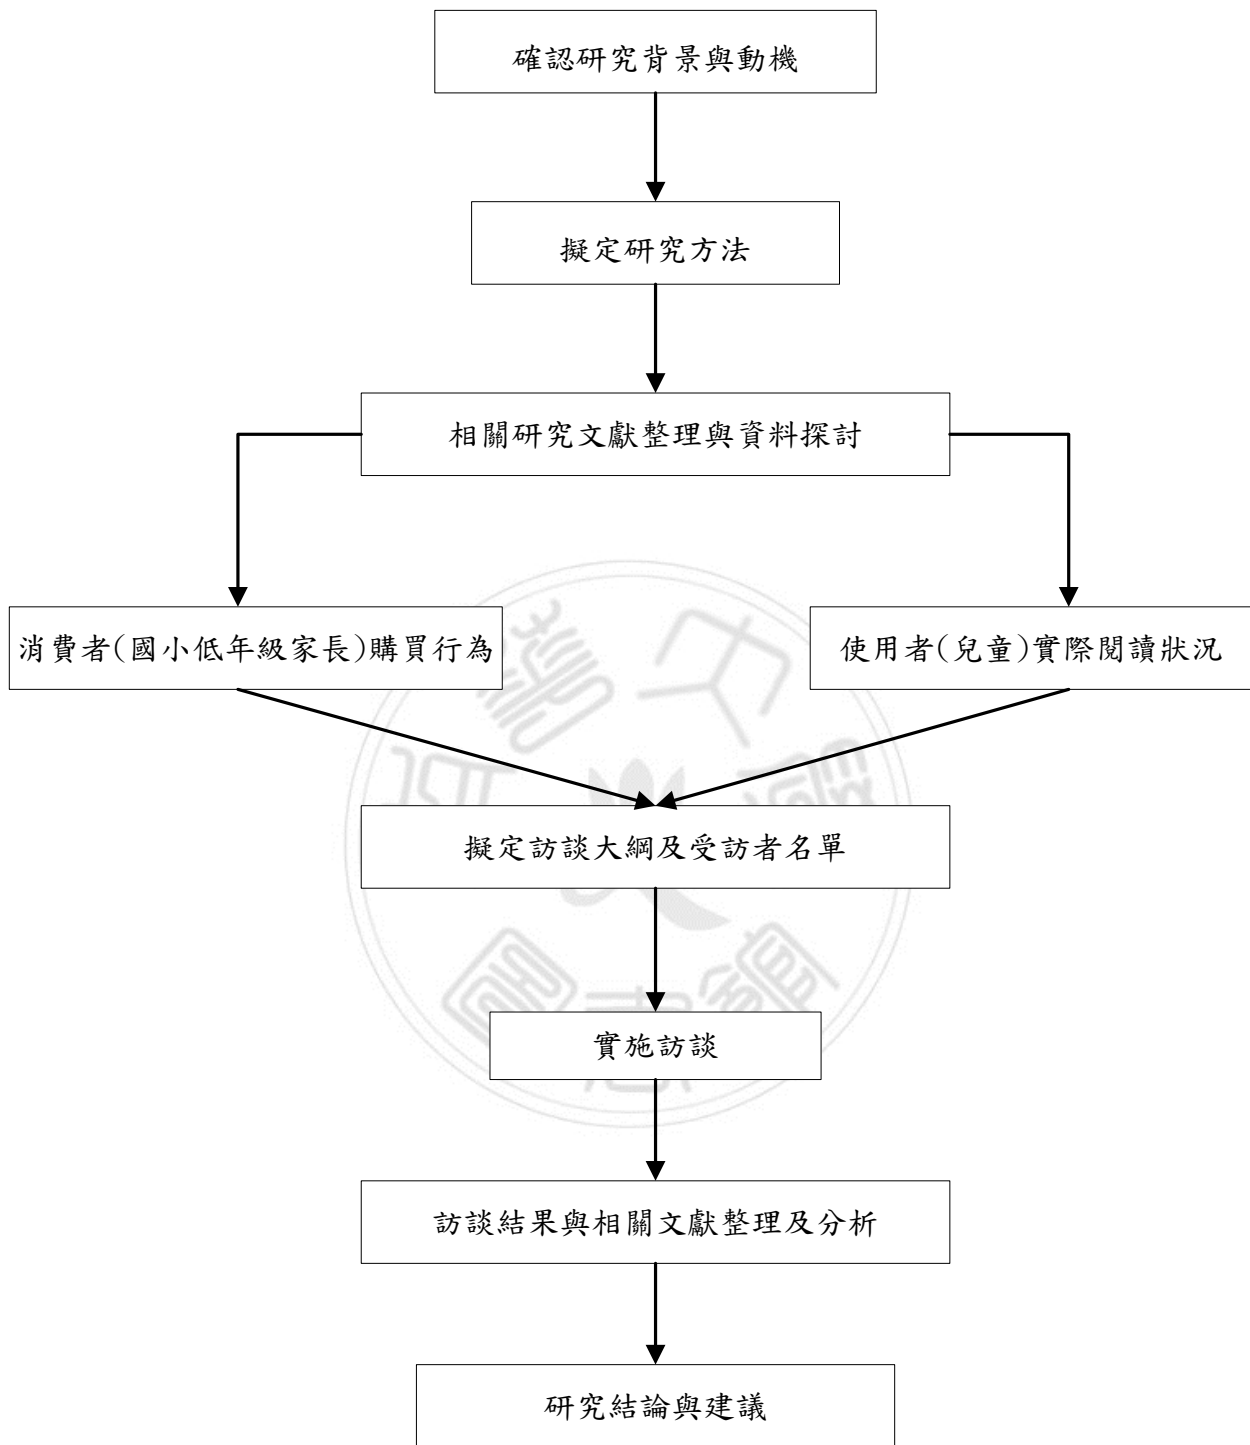 確認研究背景與動機
擬定研究方法
相關研究文獻整理與資料探討
消費者(國小低年級家長)購買行為
使用者(兒童)實際閱讀狀況
擬定訪談大綱及受訪者名單
實施訪談
訪談結果與相關文獻整理及分析
研究結論與建議